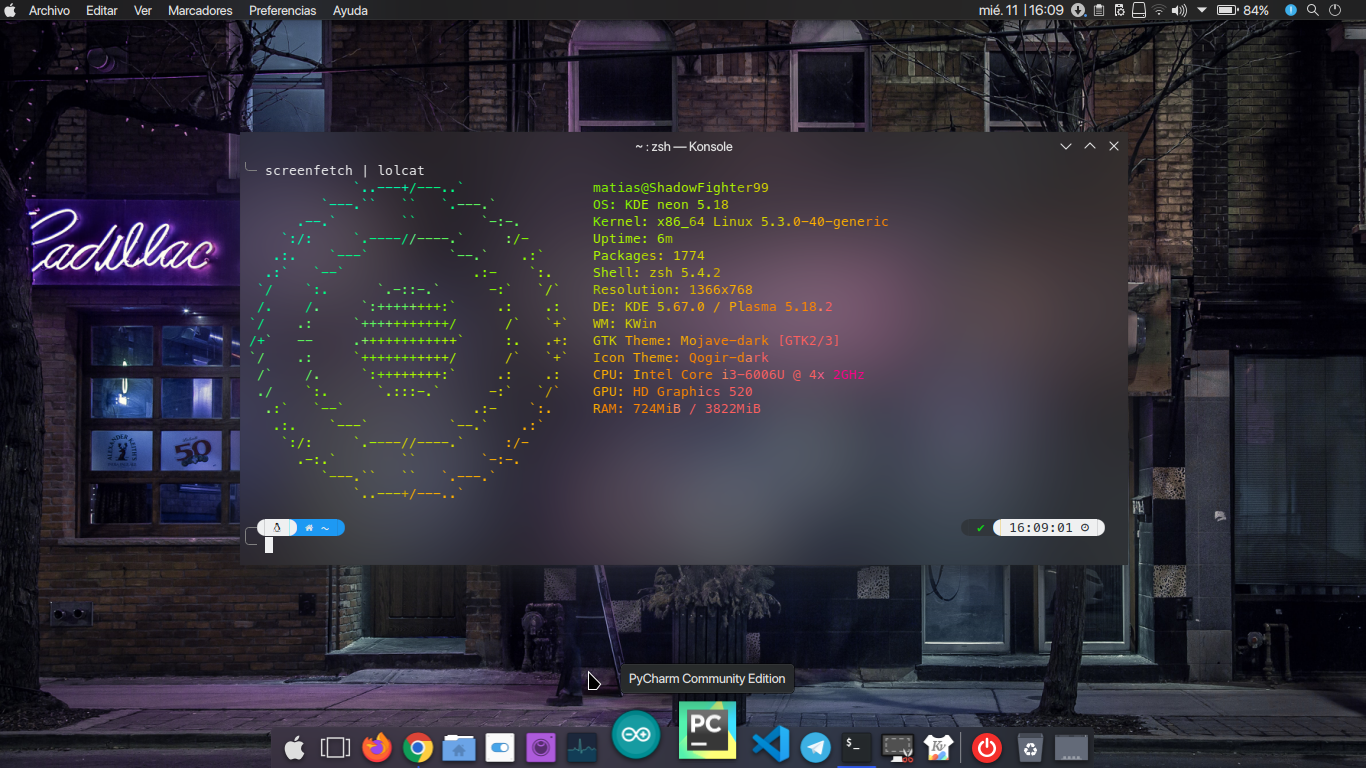 Archivo Editar Ver Marcadores Preferencias Ayuda
mié. 11 | 16:09
84%
~ : zsh — Konsole
screenfetch | lolcat
matias@ShadowFighter99
OS: KDE neon 5.18
Kernel: x86_64 Linux 5.3.0-40-generic
Uptime: 6m
Packages: 1774
Shell: zsh 5.4.2
Resolution: 1366x768
DE: KDE 5.67.0 / Plasma 5.18.2
WM: KWin
GTK Theme: Mojave-dark [GTK2/3]
Icon Theme: Qogir-dark
CPU: Intel Core i3-6006U @ 4x 2GHz
GPU: HD Graphics 520
RAM: 724MiB / 3822MiB
~
16:09:01
Cadillac
ALEXANDER KEITH'S
50
PyCharm Community Edition
PC